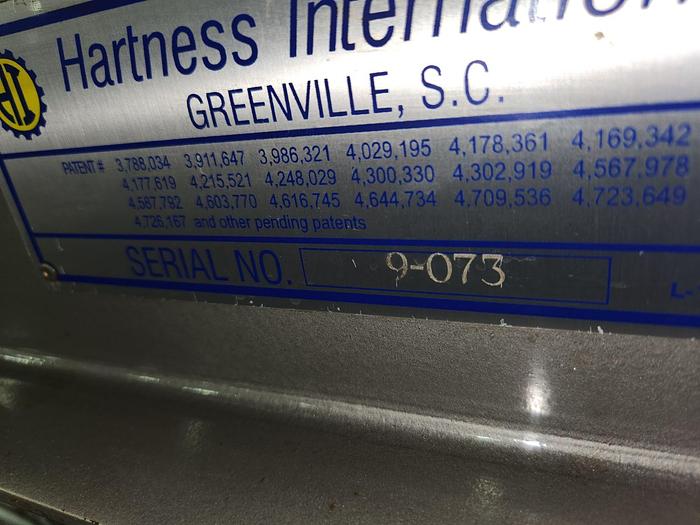 HI
Hartness Internation
GREENVILLE, S.C.
PATENT # 3,788,034 3,911,647 3,986,321 4,029,195 4,178,361 4,169,342
4,177,619 4,215,521 4,248,029 4,300,330 4,302,919 4,567,978
4,587,792 4,603,770 4,616,745 4,644,734 4,709,536 4,723,649
4,726,167 and other pending patents
SERIAL NO. 9-073
L-